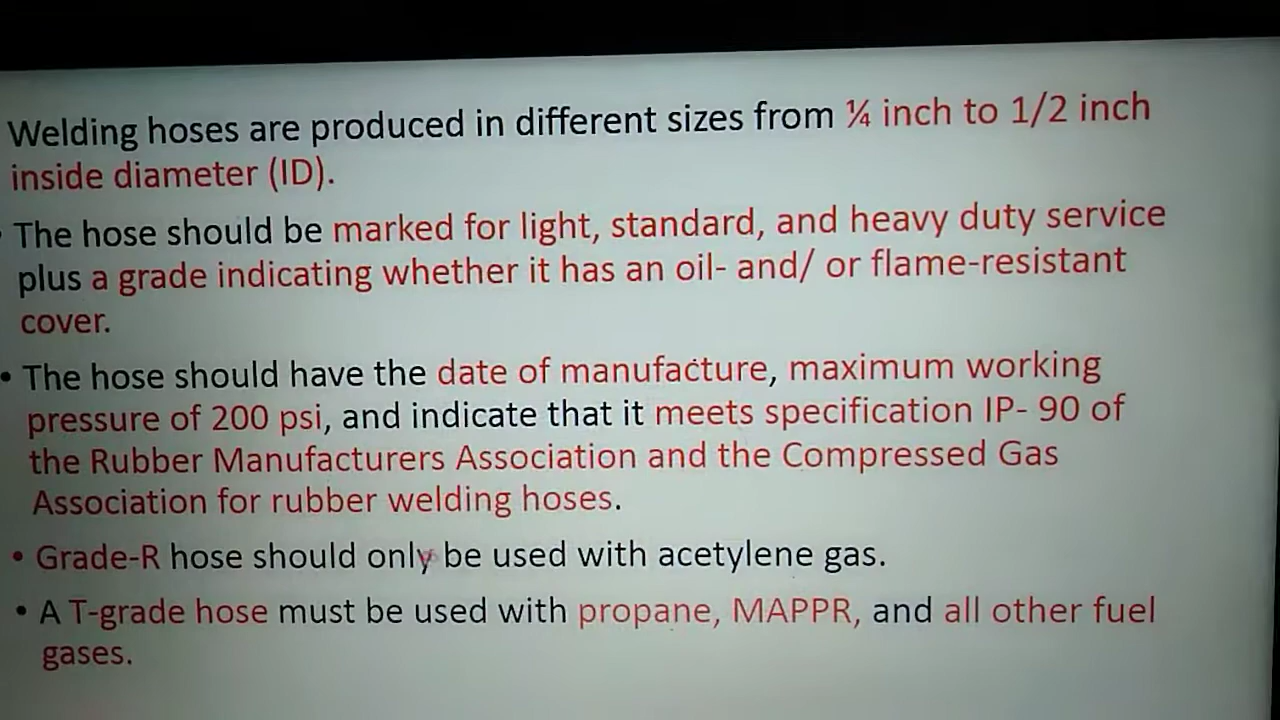 Welding hoses are produced in different sizes from ¼ inch to 1/2 inch
inside diameter (ID).
The hose should be marked for light, standard, and heavy duty service
plus a grade indicating whether it has an oil- and/ or flame-resistant
cover.
• The hose should have the date of manufacture, maximum working
pressure of 200 psi, and indicate that it meets specification IP- 90 of
the Rubber Manufacturers Association and the Compressed Gas
Association for rubber welding hoses.
• Grade-R hose should only be used with acetylene gas.
• A T-grade hose must be used with propane, MAPPR, and all other fuel
gases.